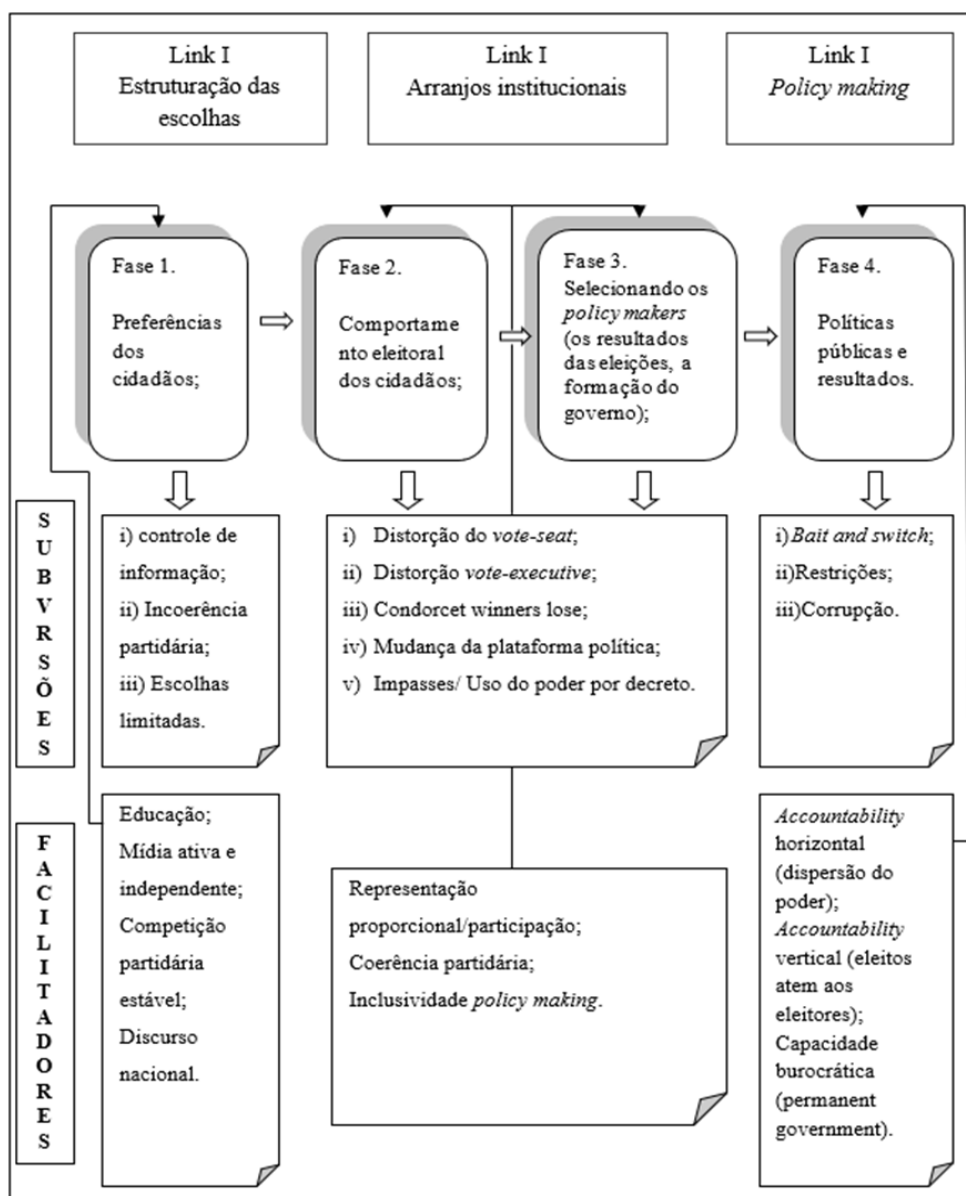 Link I
Estruturação das
escolhas
Link I
Arranjos institucionais
Link I
Policy making
Fase 1.
Preferências
dos
cidadãos;
Fase 2.
Comportame
nto eleitoral
dos cidadãos;
Fase 3.
Selecionando os
policy makers
(os resultados
das eleições, a
formação do
governo);
Fase 4.
Políticas
públicas e
resultados.
S
U
B
V
R
S
Õ
E
S
i) controle de
informação;
ii) Incoerência
partidária;
iii) Escolhas
limitadas.
i) Distorção do vote-seat;
ii) Distorção vote-executive;
iii) Condorcet winners lose;
iv) Mudança da plataforma política;
v) Impasses/ Uso do poder por decreto.
i) Bait and switch;
ii)Restrições;
iii)Corrupção.
F
A
C
I
L
I
T
A
D
O
R
E
S
Educação;
Mídia ativa e
independente;
Competição
partidária
estável;
Discurso
nacional.
Representação
proporcional/participação;
Coerência partidária;
Inclusividade policy making.
Accountability
horizontal
(dispersão do
poder);
Accountability
vertical (eleitos
atem aos
eleitores);
Capacidade
burocrática
(permanent
government).